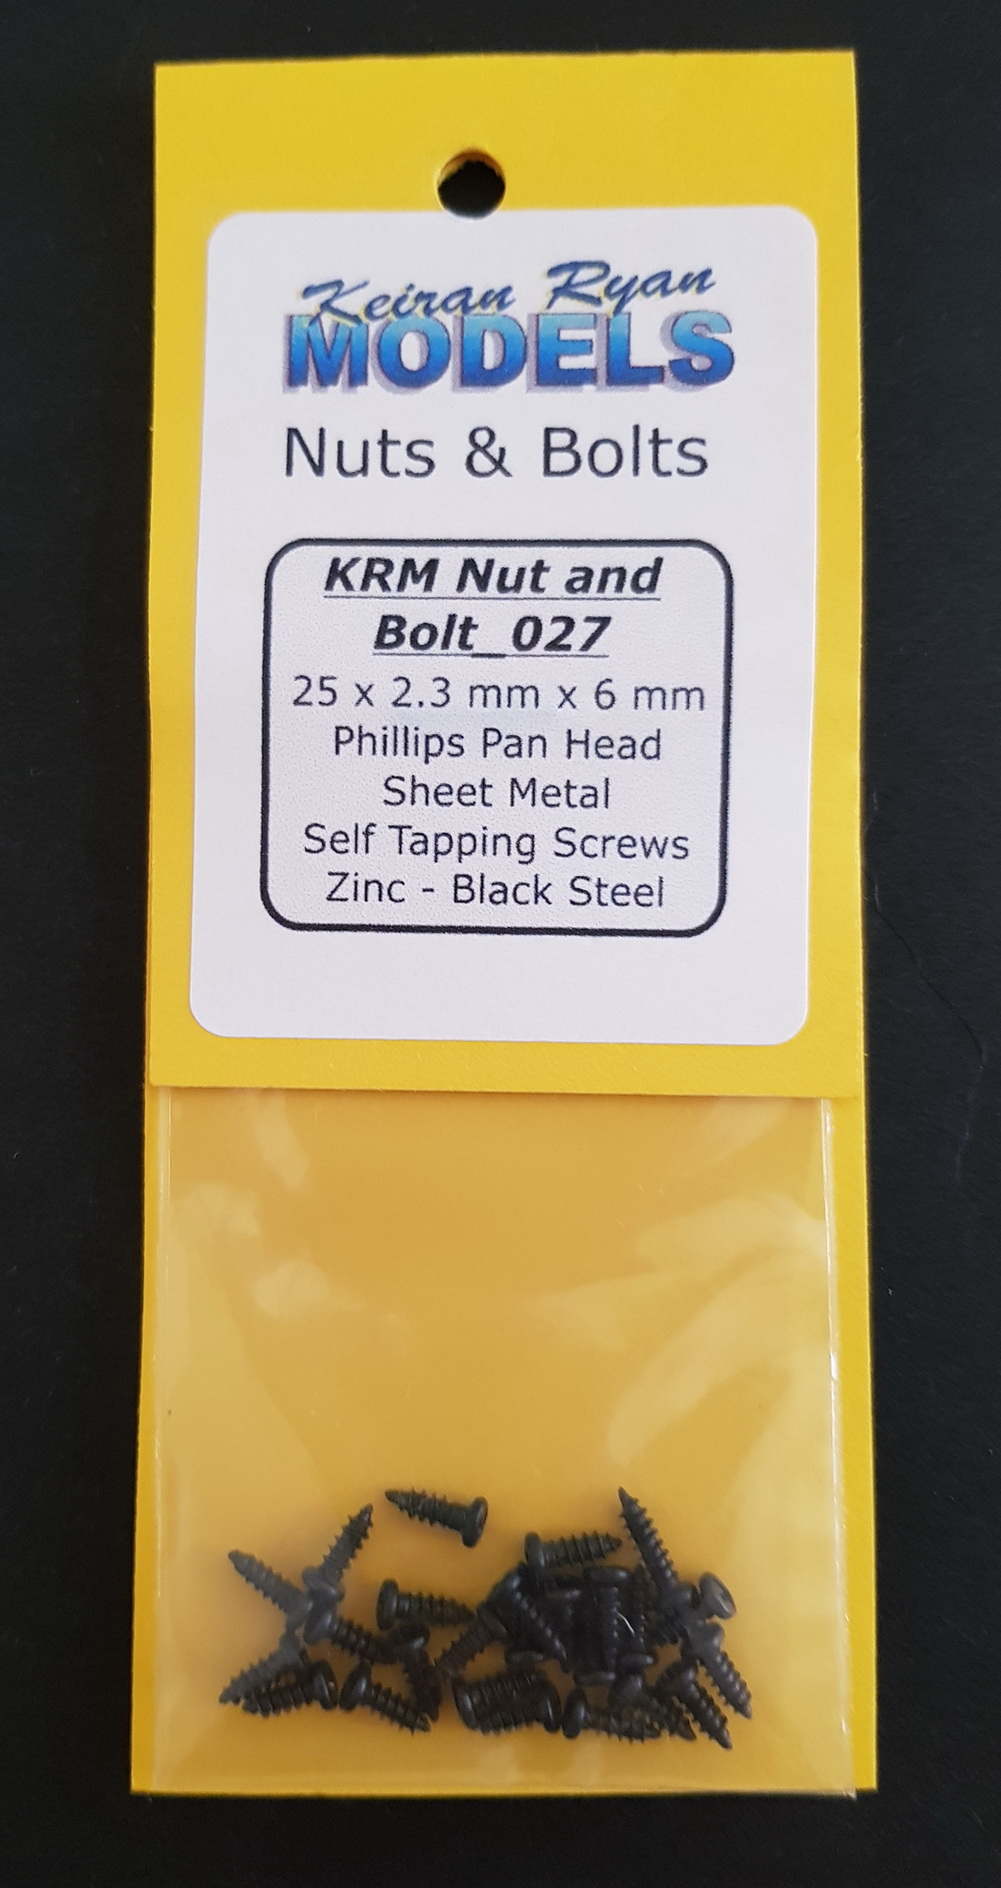 Keiran Ryan
MODELS
Nuts & Bolts
KRM Nut and
Bolt_027
25 x 2.3 mm x 6 mm
Phillips Pan Head
Sheet Metal
Self Tapping Screws
Zinc - Black Steel